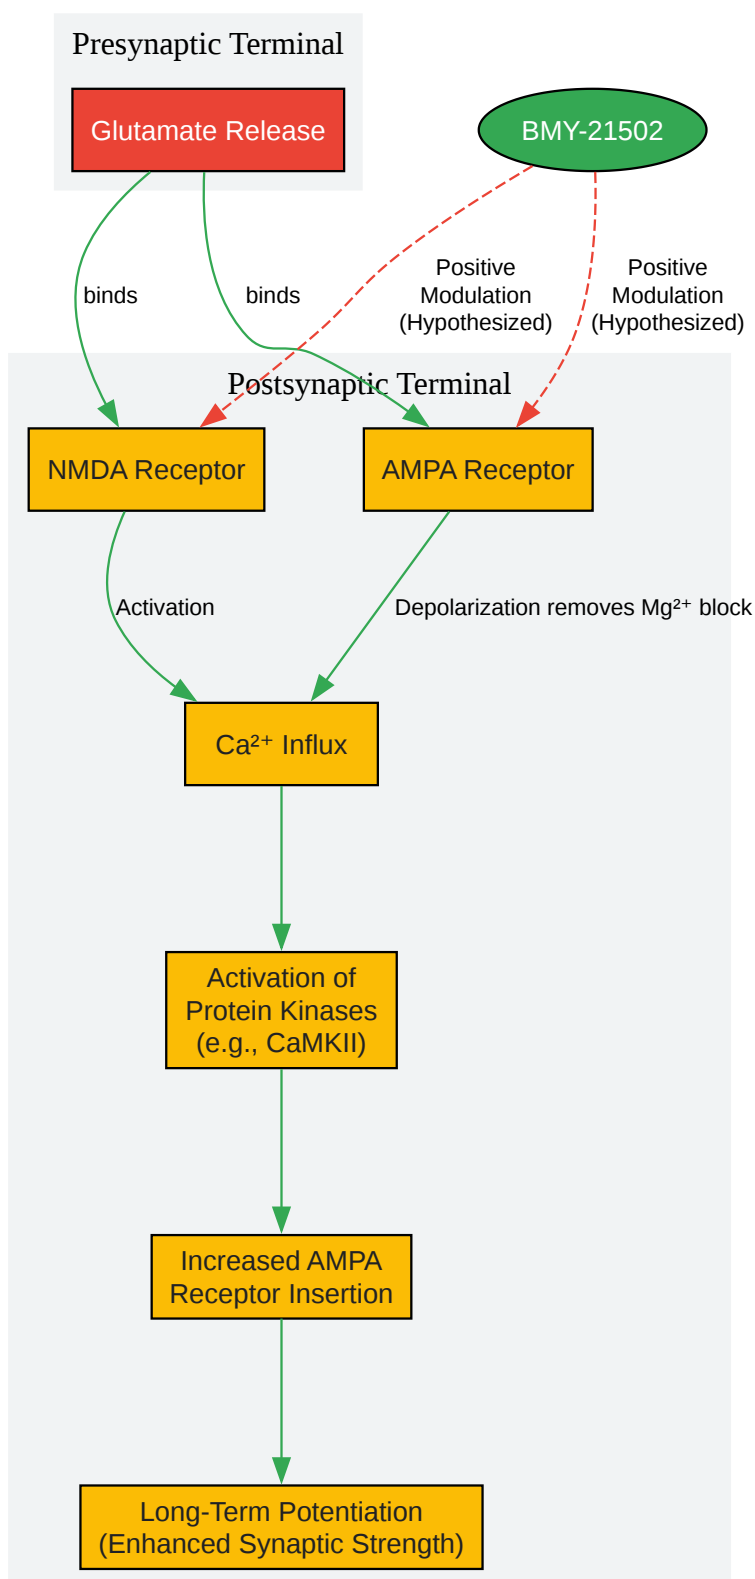 Presynaptic Terminal
Glutamate Release
BMY-21502
binds
binds
Positive
Modulation
(Hypothesized)
Positive
Modulation
(Hypothesized)
Postsynaptic Terminal
NMDA Receptor
AMPA Receptor
Activation
Depolarization removes Mg²⁺ block
Ca²⁺ Influx
Activation of
Protein Kinases
(e.g., CaMKII)
Increased AMPA
Receptor Insertion
Long-Term Potentiation
(Enhanced Synaptic Strength)